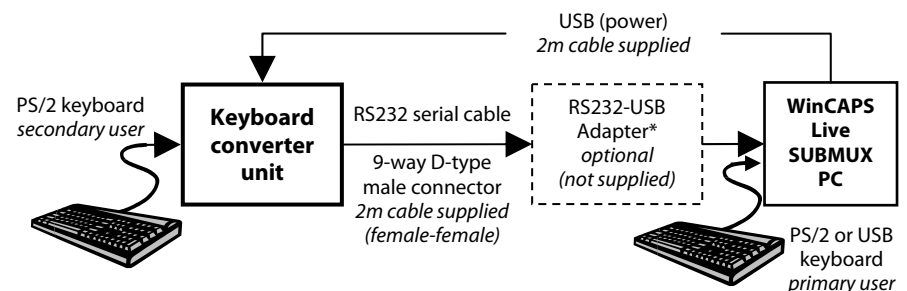 USB (power)
2m cable supplied
PS/2 keyboard
secondary user
Keyboard
converter
unit
RS232 serial cable
9-way D-type
male connector
2m cable supplied
(female-female)
RS232-USB
Adapter*
optional
(not supplied)
WinCAPS
Live
SUBMUX
PC
PS/2 or USB
keyboard
primary user